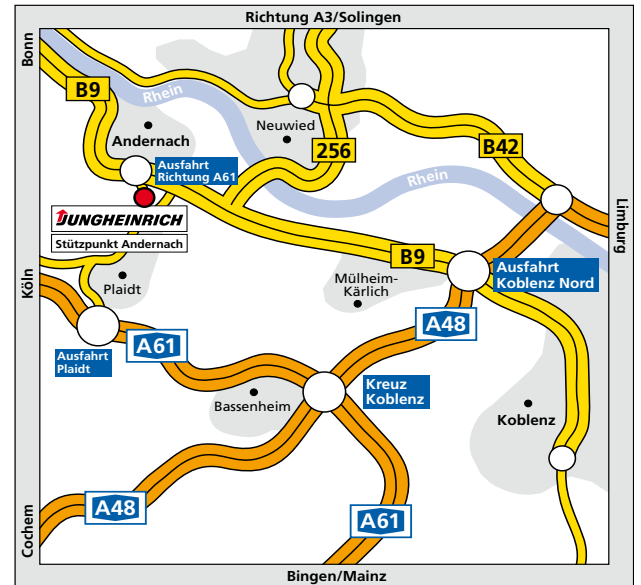 Richtung A3/Solingen
Bonn
B9
Rhein
Andernach
Neuwied
256
B42
Ausfahrt
Richtung A61
Rhein
Limburg
JUNGHEINRICH
Stützpunkt Andernach
B9
Ausfahrt
Koblenz Nord
Köln
Plaidt
Mülheim-
Kärlich
A48
A61
Ausfahrt
Plaidt
Kreuz
Koblenz
Bassenheim
Koblenz
A48
A61
Cochem
Bingen/Mainz